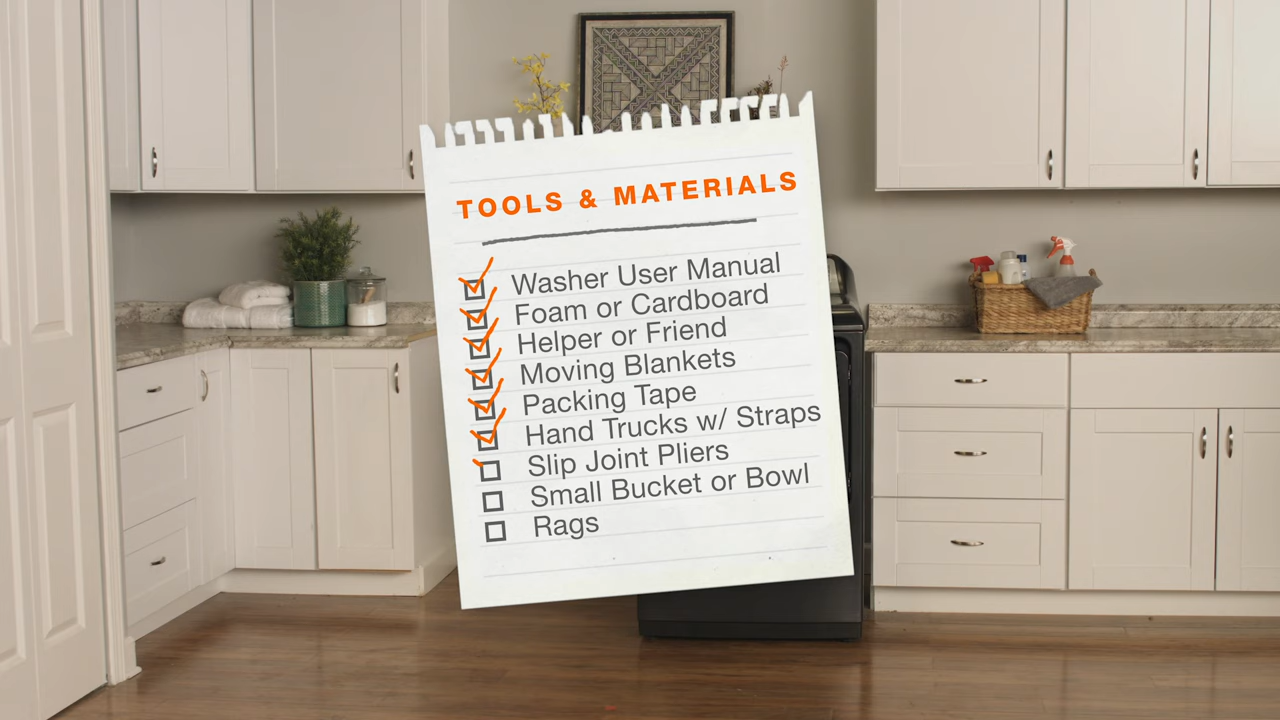 TOOLS & MATERIALS
Washer User Manual
Foam or Cardboard
Helper or Friend
Moving Blankets
Packing Tape
Hand Trucks w/ Straps
Slip Joint Pliers
Small Bucket or Bowl
Rags